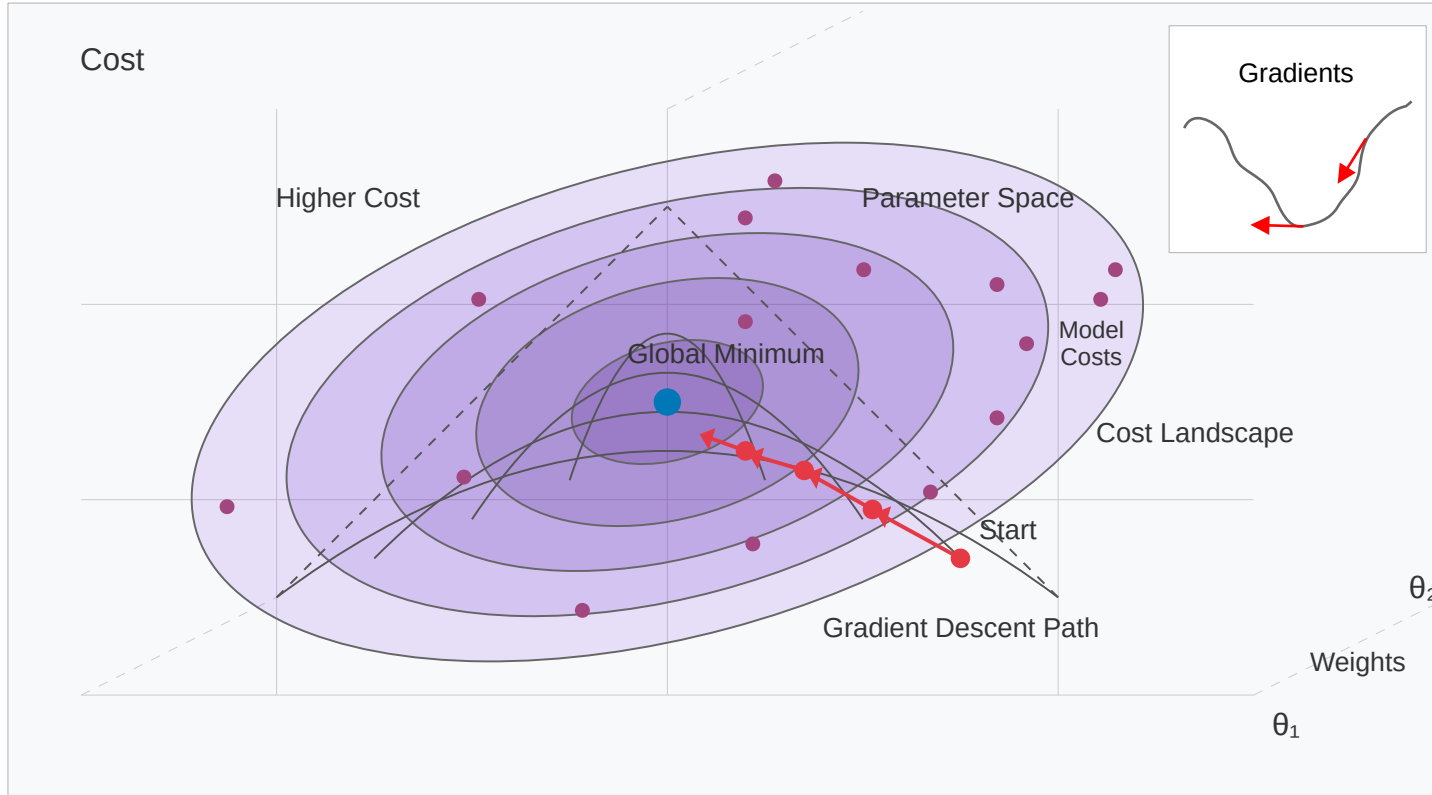 Cost
Gradients
Higher Cost
Parameter Space
Model
Costs
Global Minimum
Cost Landscape
Start
θ₂
Gradient Descent Path
Weights
θ₁